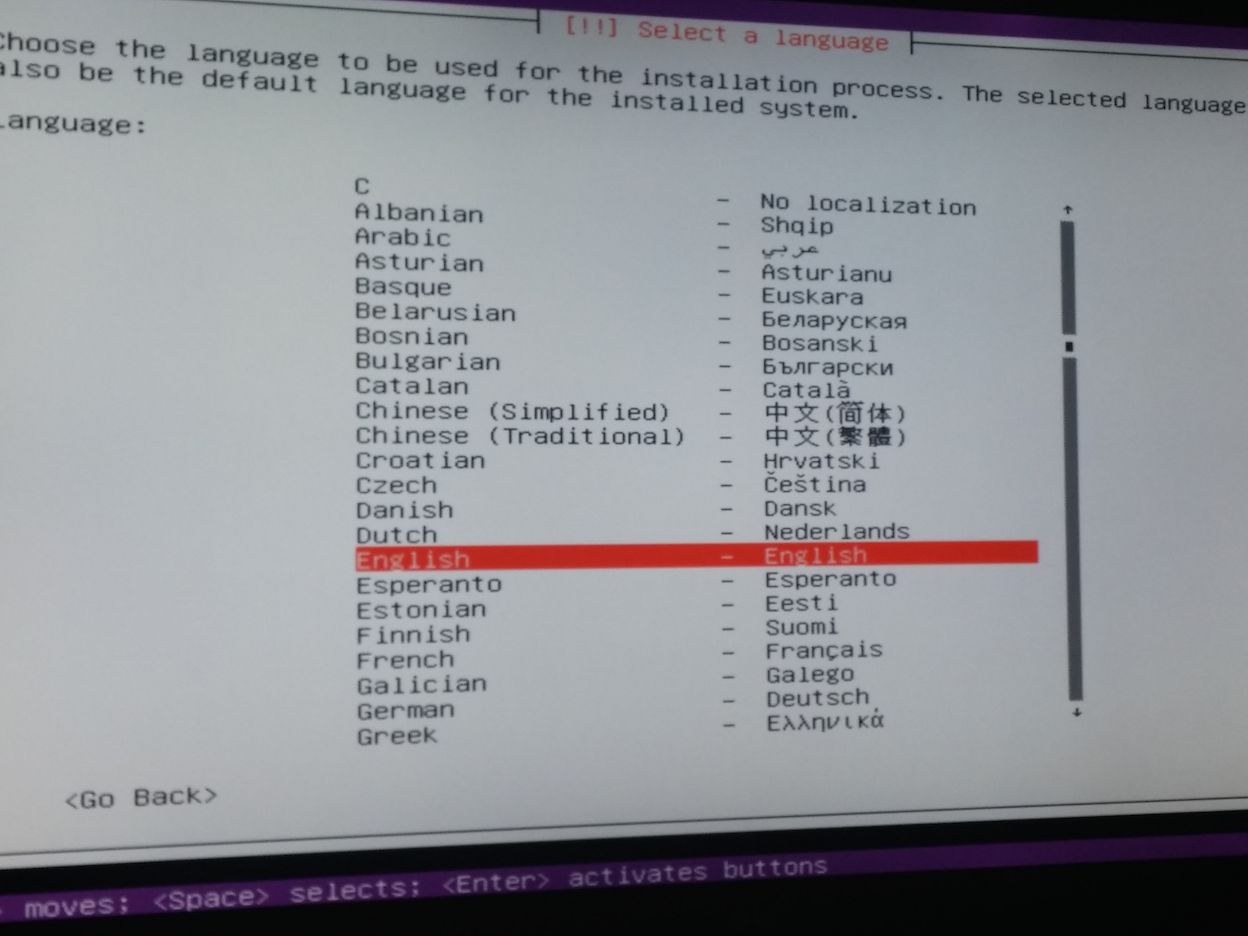 [!!] Select a language
Choose the language to be used for the installation process. The selected language
also be the default language for the installed system.
Language:
C - No localization
Albanian - Shqip
Arabic - عربي
Asturian - Asturianu
Basque - Euskara
Belarusian - Беларуская
Bosnian - Bosanski
Bulgarian - Български
Catalan - Català
Chinese (Simplified) - 中文(简体)
Chinese (Traditional) - 中文(繁體)
Croatian - Hrvatski
Czech - Čeština
Danish - Dansk
Dutch - Nederlands
English - English
Esperanto - Esperanto
Estonian - Eesti
Finnish - Suomi
French - Français
Galician - Galego
German - Deutsch
Greek - Ελληνικά
<Go Back>
moves; <Space> selects; <Enter> activates buttons